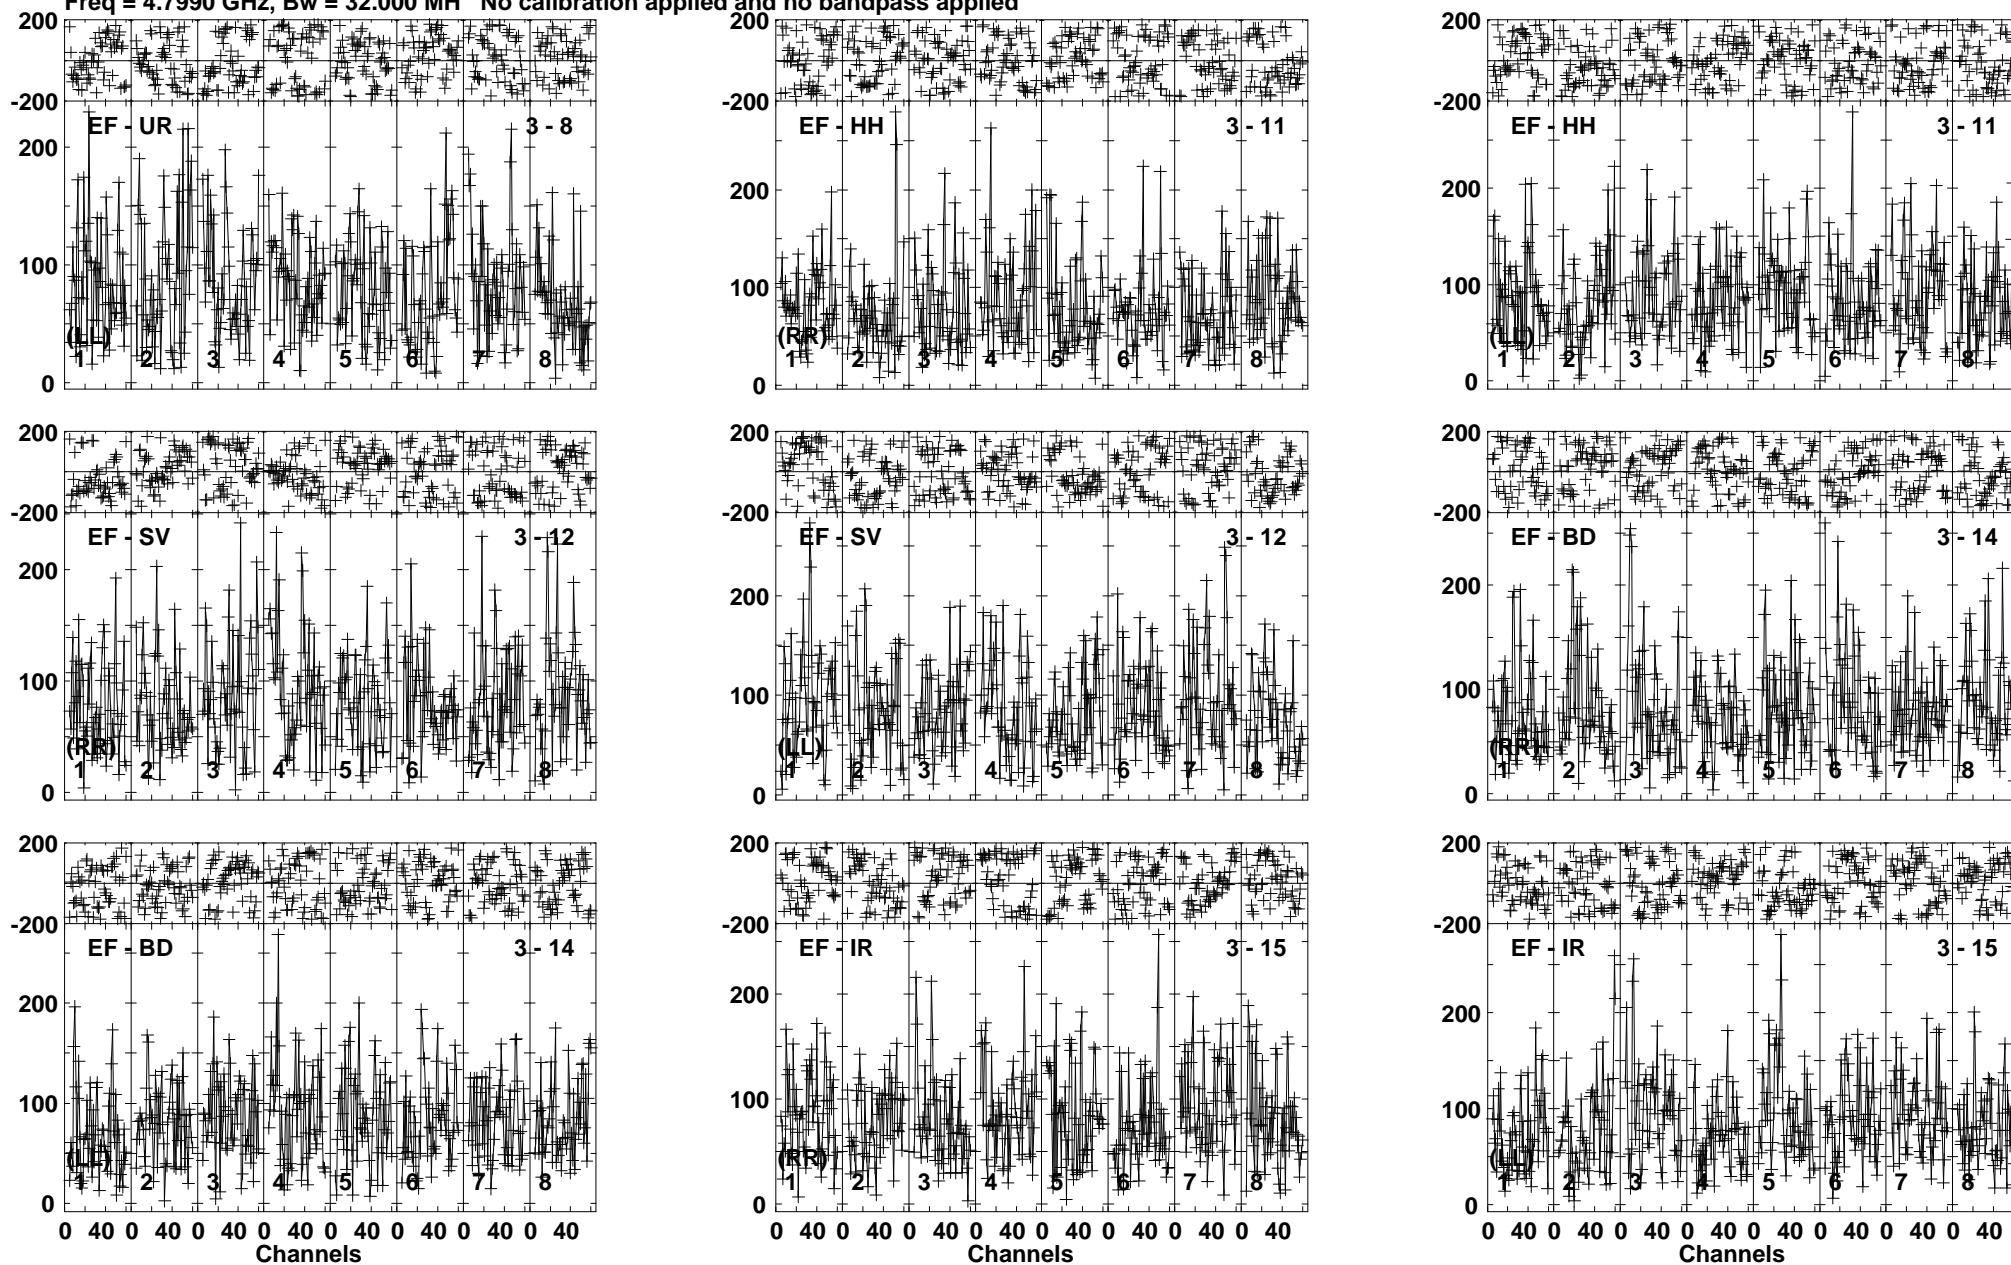 Freq = 4.7990 GHz, Bw = 32.000 MH No calibration applied and no bandpass applied
200 200 200
-200 -200 -200
EF - UR 3 - 8 EF - HH 3 - 11 EF - HH 3 - 11
200 200 200
100 100 100
(LL) (RR) (LL)
1 2 3 4 5 6 7 8 1 2 3 4 5 6 7 8 1 2 3 4 5 6 7 8
0 0 0
200 200 200
-200 -200 -200
EF - SV 3 - 12 EF - SV 3 - 12 EF - BD 3 - 14
200 200 200
100 100 100
(RR) (LL) (RR)
1 2 3 4 5 6 7 8 1 2 3 4 5 6 7 8 1 2 3 4 5 6 7 8
0 0 0
200 200 200
-200 -200 -200
EF - BD 3 - 14 EF - IR 3 - 15 EF - IR 3 - 15
200 200 200
100 100 100
(LL) (RR) (LL)
1 2 3 4 5 6 7 8 1 2 3 4 5 6 7 8 1 2 3 4 5 6 7 8
0 0 0
0 40 0 40 0 40 0 40 0 40 0 40 0 40 0 40 0 40 0 40 0 40 0 40 0 40 0 40 0 40 0 40 0 40 0 40 0 40 0 40 0 40 0 40 0 40 0 40
Channels Channels Channels